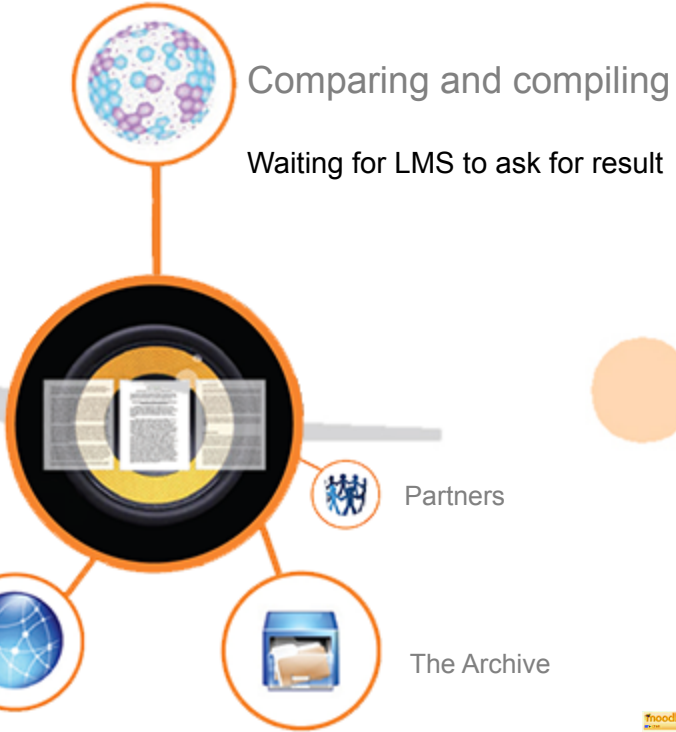 Comparing and compiling
Waiting for LMS to ask for result
Partners
The Archive